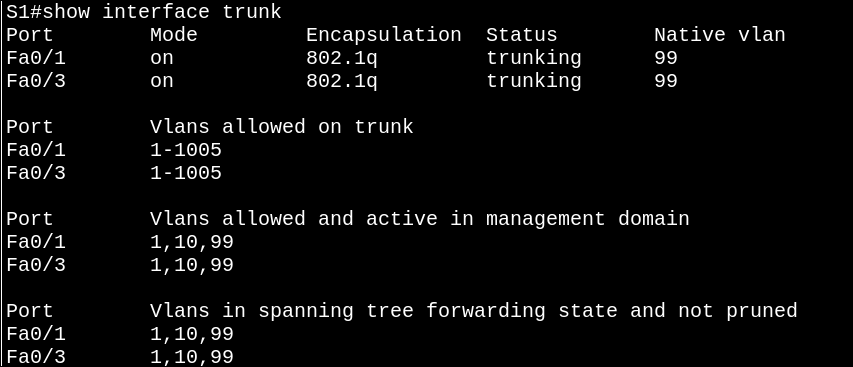 S1#show interface trunk
Port        Mode         Encapsulation  Status        Native vlan
Fa0/1       on           802.1q         trunking      99
Fa0/3       on           802.1q         trunking      99
Port        Vlans allowed on trunk
Fa0/1       1-1005
Fa0/3       1-1005
Port        Vlans allowed and active in management domain
Fa0/1       1,10,99
Fa0/3       1,10,99
Port        Vlans in spanning tree forwarding state and not pruned
Fa0/1       1,10,99
Fa0/3       1,10,99